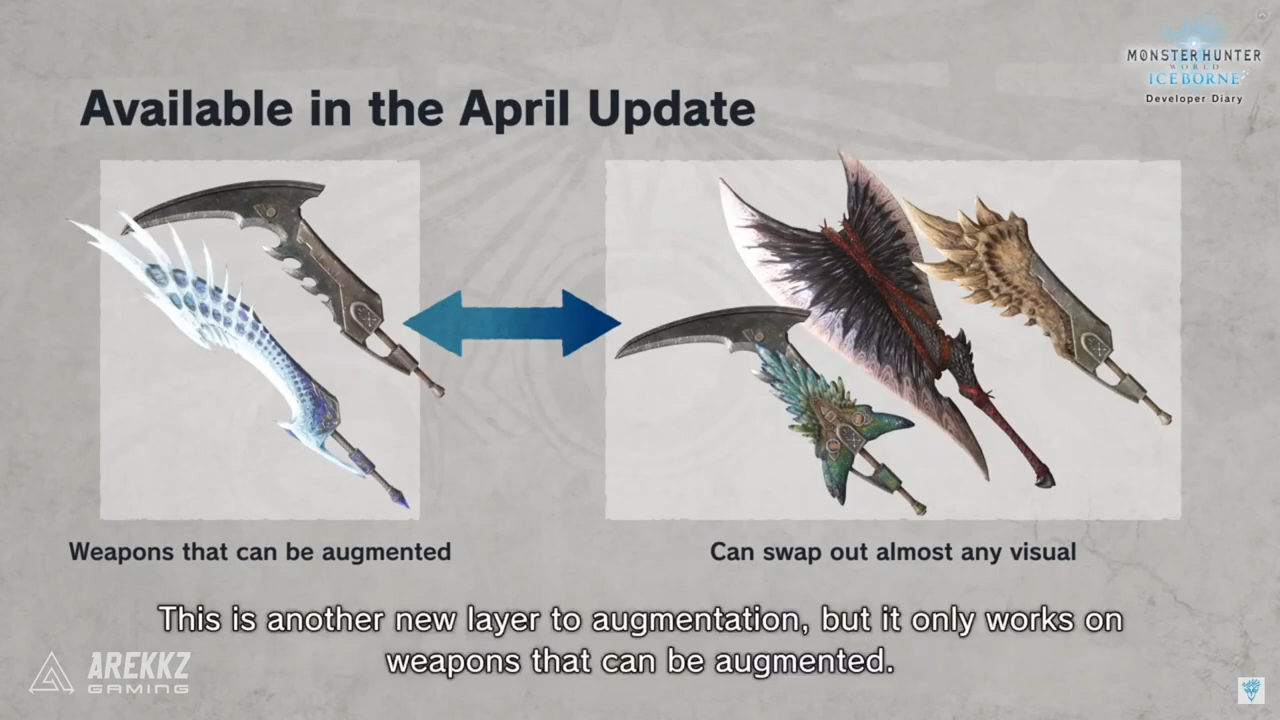 MONSTER HUNTER
WORLD
ICEBORNE
Developer Diary
Available in the April Update
Weapons that can be augmented
Can swap out almost any visual
This is another new layer to augmentation, but it only works on
weapons that can be augmented.
AREKKZ
GAMING